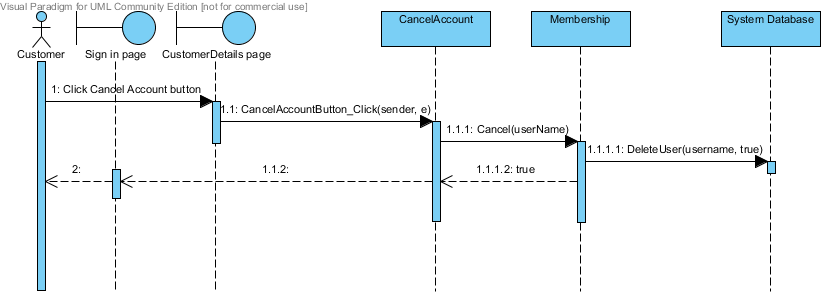 Visual Paradigm for UML Community Edition [not for commercial use]
CancelAccount
Membership
System Database
Customer
Sign in page
CustomerDetails page
1: Click Cancel Account button
1.1: CancelAccountButton_Click(sender, e)
1.1.1: Cancel(userName)
1.1.1.1: DeleteUser(username, true)
2:
1.1.2:
1.1.1.2: true